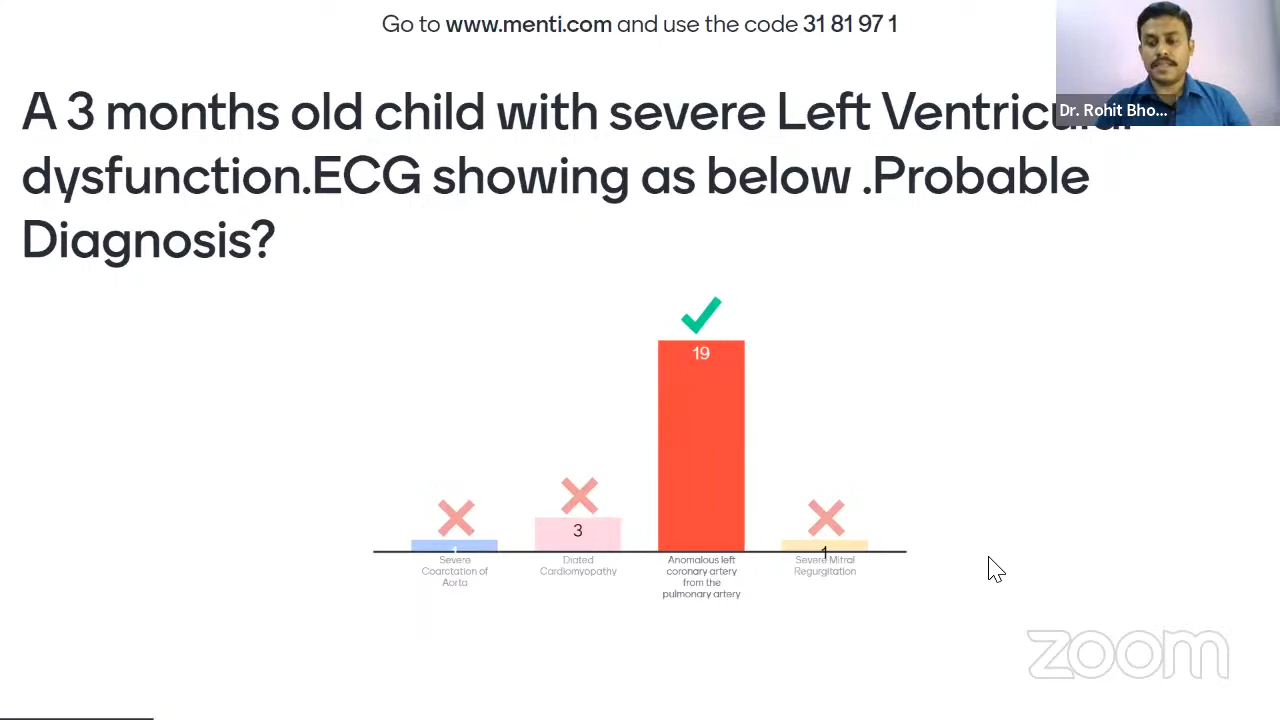 Go to www.menti.com and use the code 31 81 97 1
A 3 months old child with severe Left Ventricular
dysfunction.ECG showing as below .Probable
Diagnosis?
Dr. Rohit Bho...
19
3
1
1
Severe
Coarctation of
Aorta
Diated
Cardiomyopathy
Anomalous left
coronary artery
from the
pulmonary artery
Severe Mitral
Regurgitation
zoom